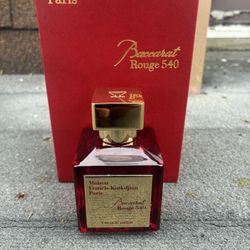 Paris
Baccarat
Rouge 540
Maison
Francis Kurkdjian
Paris
Baccarat
Rouge 540